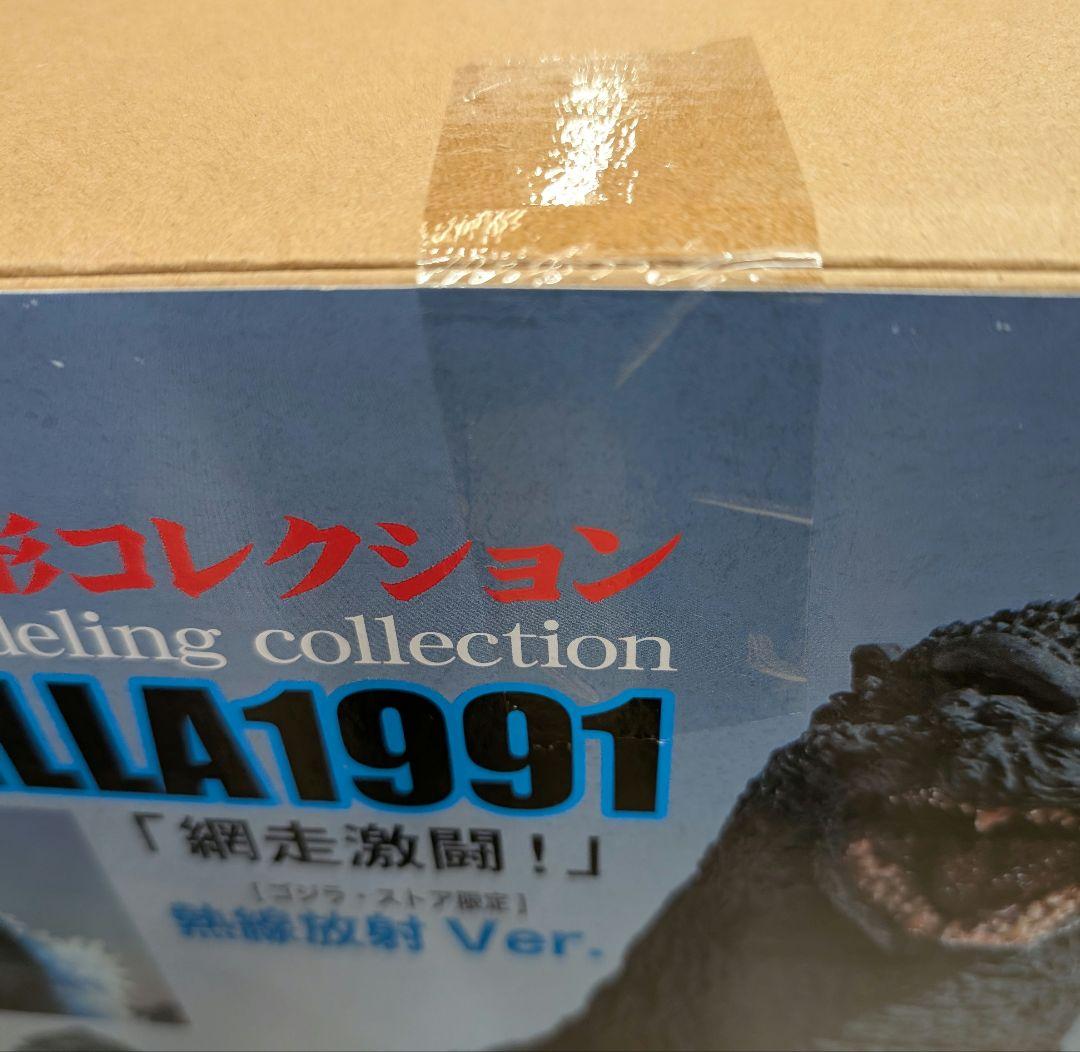 コレクション
deling collection
LLA1991
「網走激闘！」
[ゴジラ・ストア限定]
熱線放射 Ver.